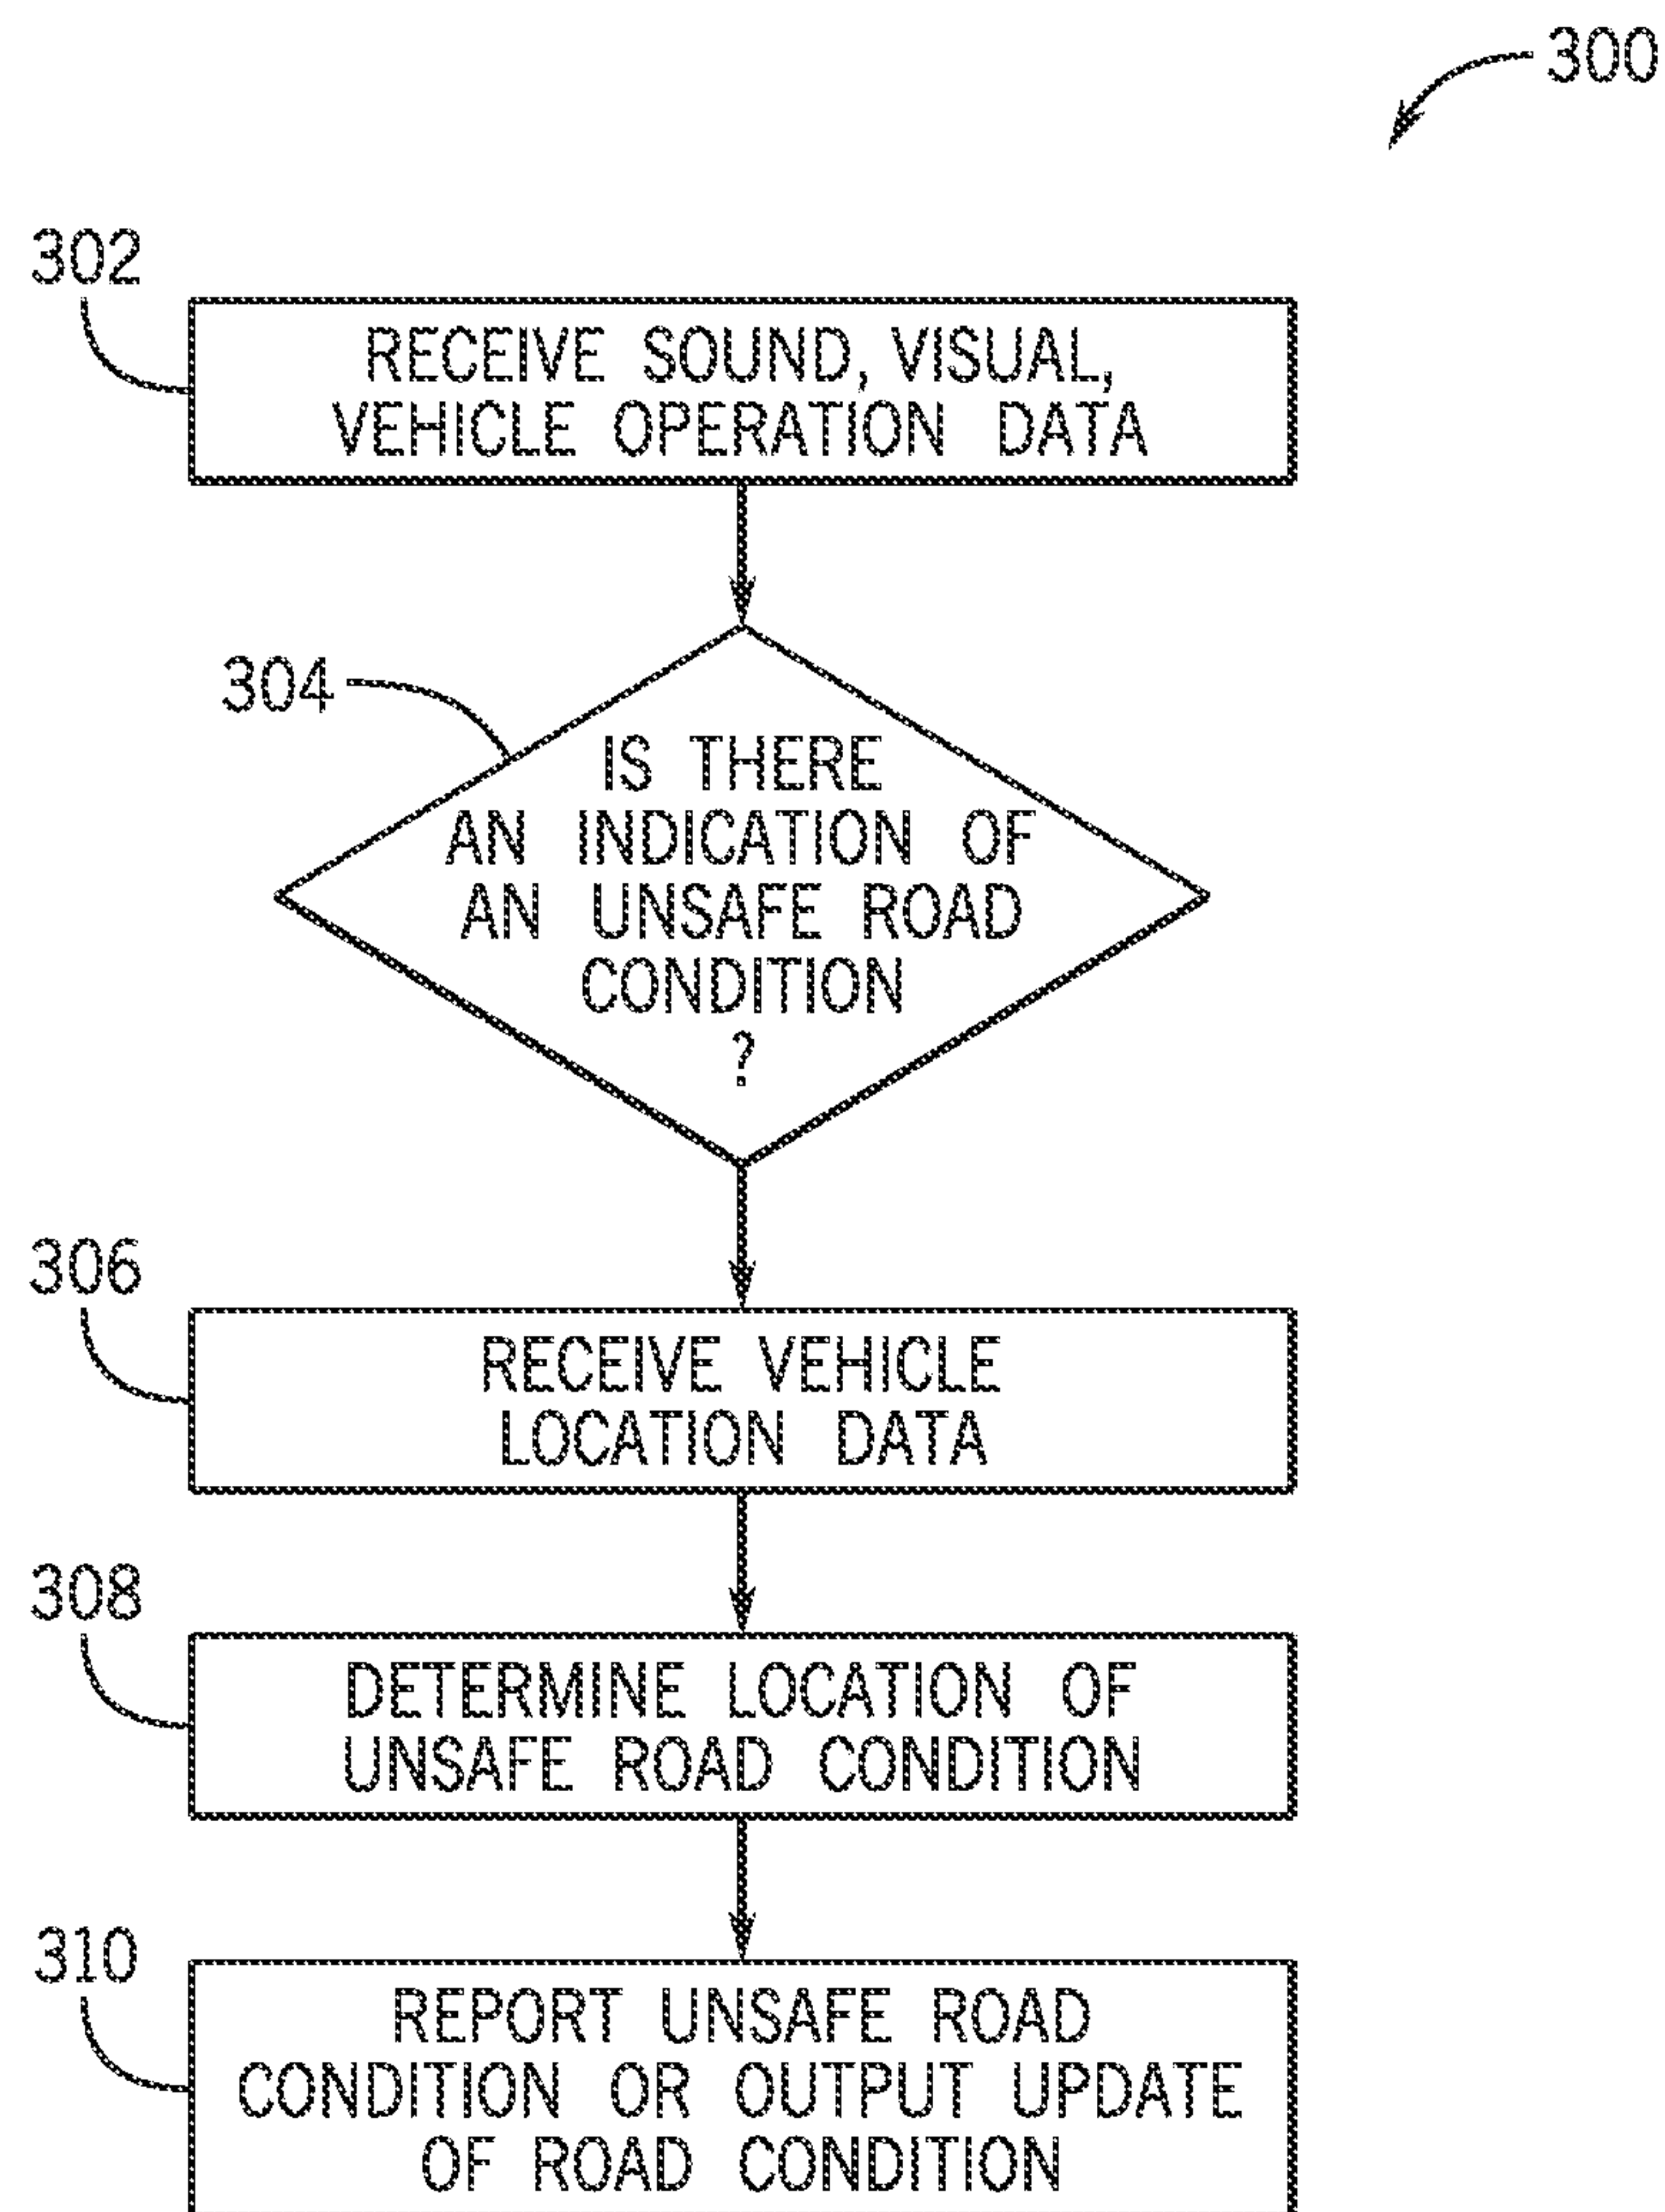 300
302
RECEIVE SOUND, VISUAL,
VEHICLE OPERATION DATA
304
IS THERE
AN INDICATION OF
AN UNSAFE ROAD
CONDITION
?
306
RECEIVE VEHICLE
LOCATION DATA
308
DETERMINE LOCATION OF
UNSAFE ROAD CONDITION
310
REPORT UNSAFE ROAD
CONDITION OR OUTPUT UPDATE
OF ROAD CONDITION